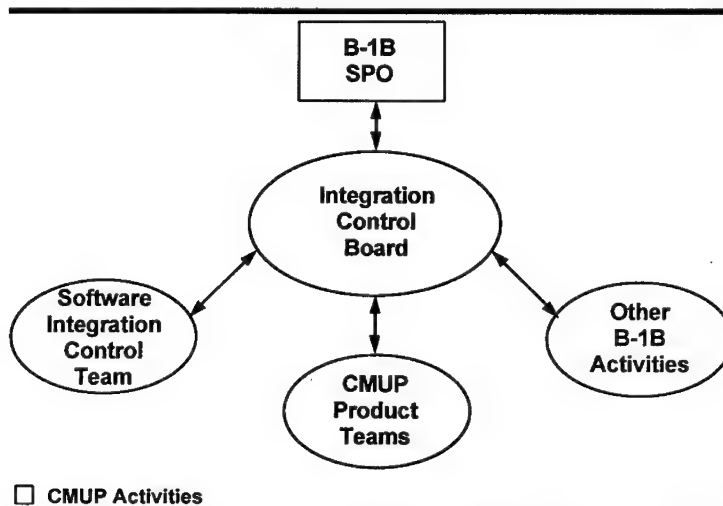 B-1B
SPO
Integration
Control
Board
Software
Integration
Control
Team
CMUP
Product
Teams
Other
B-1B
Activities
CMUP Activities